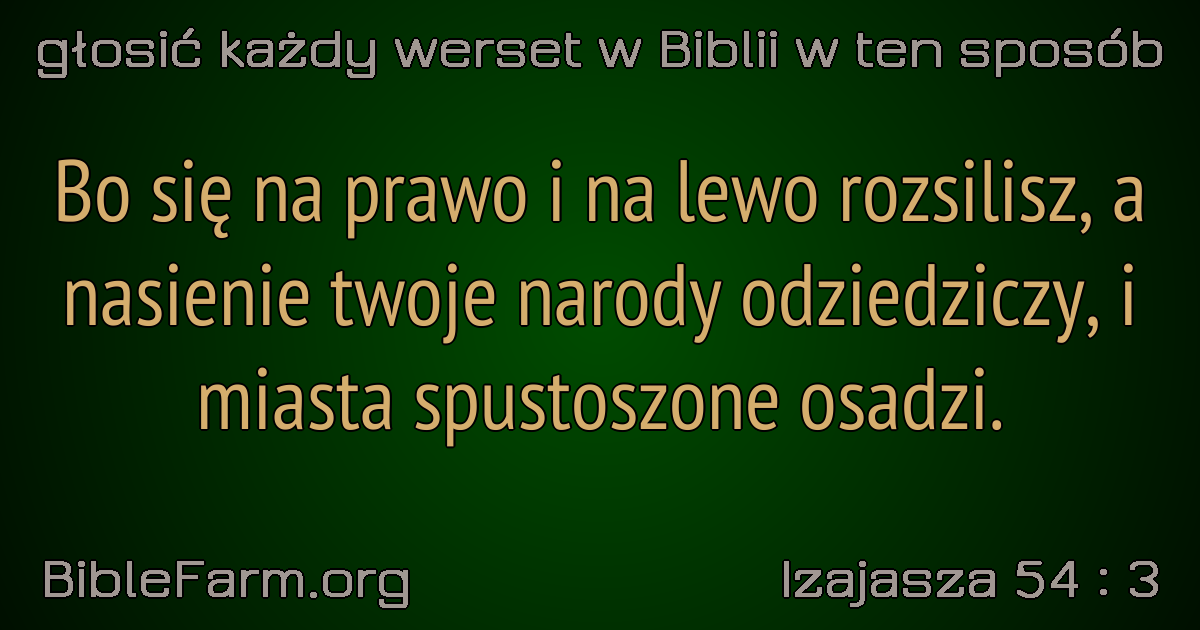 głosić każdy werset w Biblii w ten sposób
Bo się na prawo i na lewo rozsilisz, a
nasienie twoje narody odziedziczy, i
miasta spustoszone osadzi.
BibleFarm.org
Izajasza 54 : 3